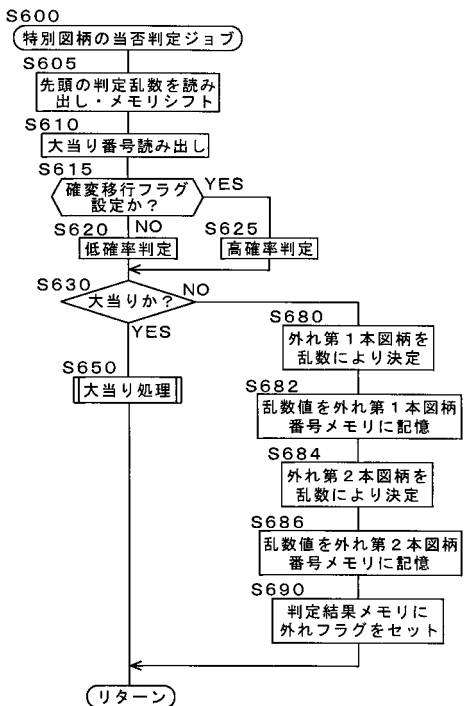 S600
特別図柄の当否判定ジョブ
S605
先頭の判定乱数を読み
出し・メモリシフト
S610
大当り番号読み出し
S615
確変移行フラグ
設定か?
YES
NO
S620
低確率判定
S625
高確率判定
S630
大当りか?
NO
YES
S650
大当り処理
S680
外れ第1本図柄を
乱数により決定
S682
乱数値を外れ第1本図柄
番号メモリに記憶
S684
外れ第2本図柄を
乱数により決定
S686
乱数値を外れ第2本図柄
番号メモリに記憶
S690
判定結果メモリに
外れフラグをセット
リターン